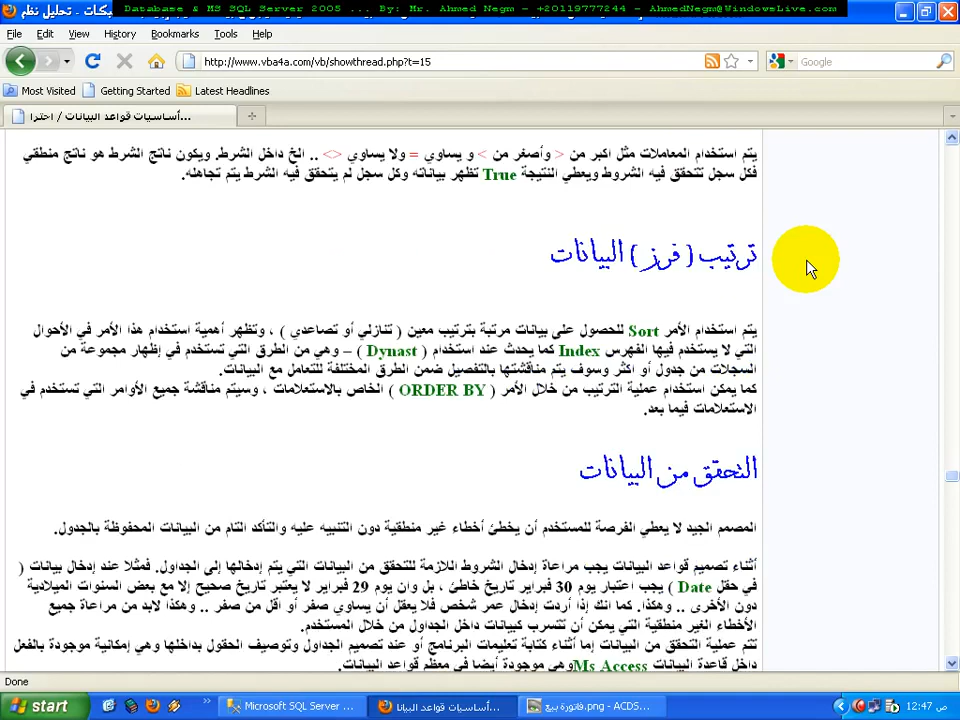 Database & MS SQL Server 2005 ... By: Mr. Ahmed Negm - +20119777244 - AhmedNegm@WindowsLive.com
File Edit View History Bookmarks Tools Help
http://www.vba4a.com/vb/showthread.php?t=15
Google
Most Visited Getting Started Latest Headlines
أساسيات قواعد البيانات / احترا...
يتم استخدام المعاملات مثل اكبر من > وأصغر من < و يساوي = ولا يساوي <> .. الخ داخل الشرط. ويكون ناتج الشرط هو ناتج منطقي
فكل سجل تتحقق فيه الشروط ويعطي النتيجة True تظهر بياناته وكل سجل لم يتحقق فيه الشرط يتم تجاهله.
ترتيب ( فرز ) البيانات
يتم استخدام الأمر Sort للحصول على بيانات مرتبة بترتيب معين ( تنازلي أو تصاعدي ) ، وتظهر أهمية استخدام هذا الأمر في الأحوال
التي لا يستخدم فيها الفهرس Index كما يحدث عند استخدام ( Dynast ) – وهي من الطرق التي تستخدم في إظهار مجموعة من
السجلات من جدول أو اكثر وسوف يتم مناقشتها بالتفصيل ضمن الطرق المختلفة للتعامل مع البيانات.
كما يمكن استخدام عملية الترتيب من خلال الأمر ( ORDER BY ) الخاص بالاستعلامات ، وسيتم مناقشة جميع الأوامر التي تستخدم في
الاستعلامات فيما بعد.
التحقق من البيانات
المصمم الجيد لا يعطي الفرصة للمستخدم أن يخطئ أخطاء غير منطقية دون التنبيه عليه والتأكد التام من البيانات المحفوظة بالجدول.
أثناء تصميم قواعد البيانات يجب مراعاة إدخال الشروط اللازمة للتحقق من البيانات التي يتم إدخالها إلى الجداول. فمثلا عند إدخال بيانات (
في حقل Date ) يجب اعتبار يوم 30 فبراير تاريخ خاطئ ، بل وان يوم 29 فبراير لا يعتبر تاريخ صحيح إلا مع بعض السنوات الميلادية
دون الأخرى .. وهكذا. كما انك إذا أردت إدخال عمر شخص فلا يعقل أن يساوي صفر أو اقل من صفر .. وهكذا لابد من مراعاة جميع
الأخطاء الغير منطقية التي يمكن أن تتسرب كبيانات داخل الجداول من خلال المستخدم.
تتم عملية التحقق من البيانات إما أثناء كتابة تعليمات البرنامج أو عند تصميم الجداول وتوصيف الحقول بداخلها وهي إمكانية موجودة بالفعل
داخل قاعدة البيانات Ms Access وهي موجودة أيضا في معظم قواعد البيانات.
Done
start Microsoft SQL Server ... أساسيات قواعد البيانا... فاتورة بيع.png - ACDS... 12:47 ص